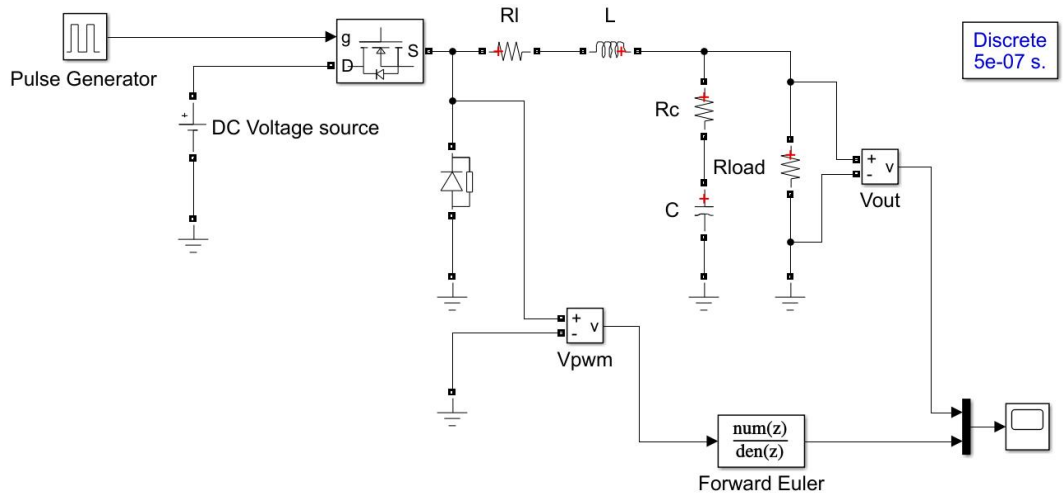 Pulse Generator
g
D
S
Rl
L
Discrete
5e-07 s.
+
DC Voltage source
Rc
C
Rload
+
-
v
Vout
+
-
v
Vpwm
num(z)
den(z)
Forward Euler